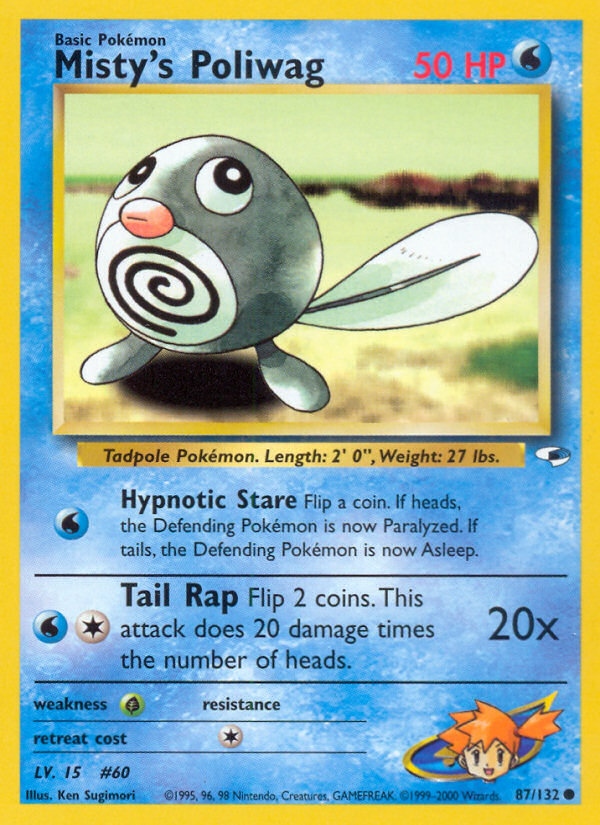 Basic Pokémon
Misty's Poliwag 50 HP
Tadpole Pokémon. Length: 2' 0", Weight: 27 lbs.
Hypnotic Stare Flip a coin. If heads,
the Defending Pokémon is now Paralyzed. If
tails, the Defending Pokémon is now Asleep.
Tail Rap Flip 2 coins. This
attack does 20 damage times
the number of heads.
20x
weakness resistance
retreat cost
LV. 15 #60
Illus. Ken Sugimori ©1995, 96, 98 Nintendo, Creatures, GAMEFREAK. ©1999-2000 Wizards. 87/132